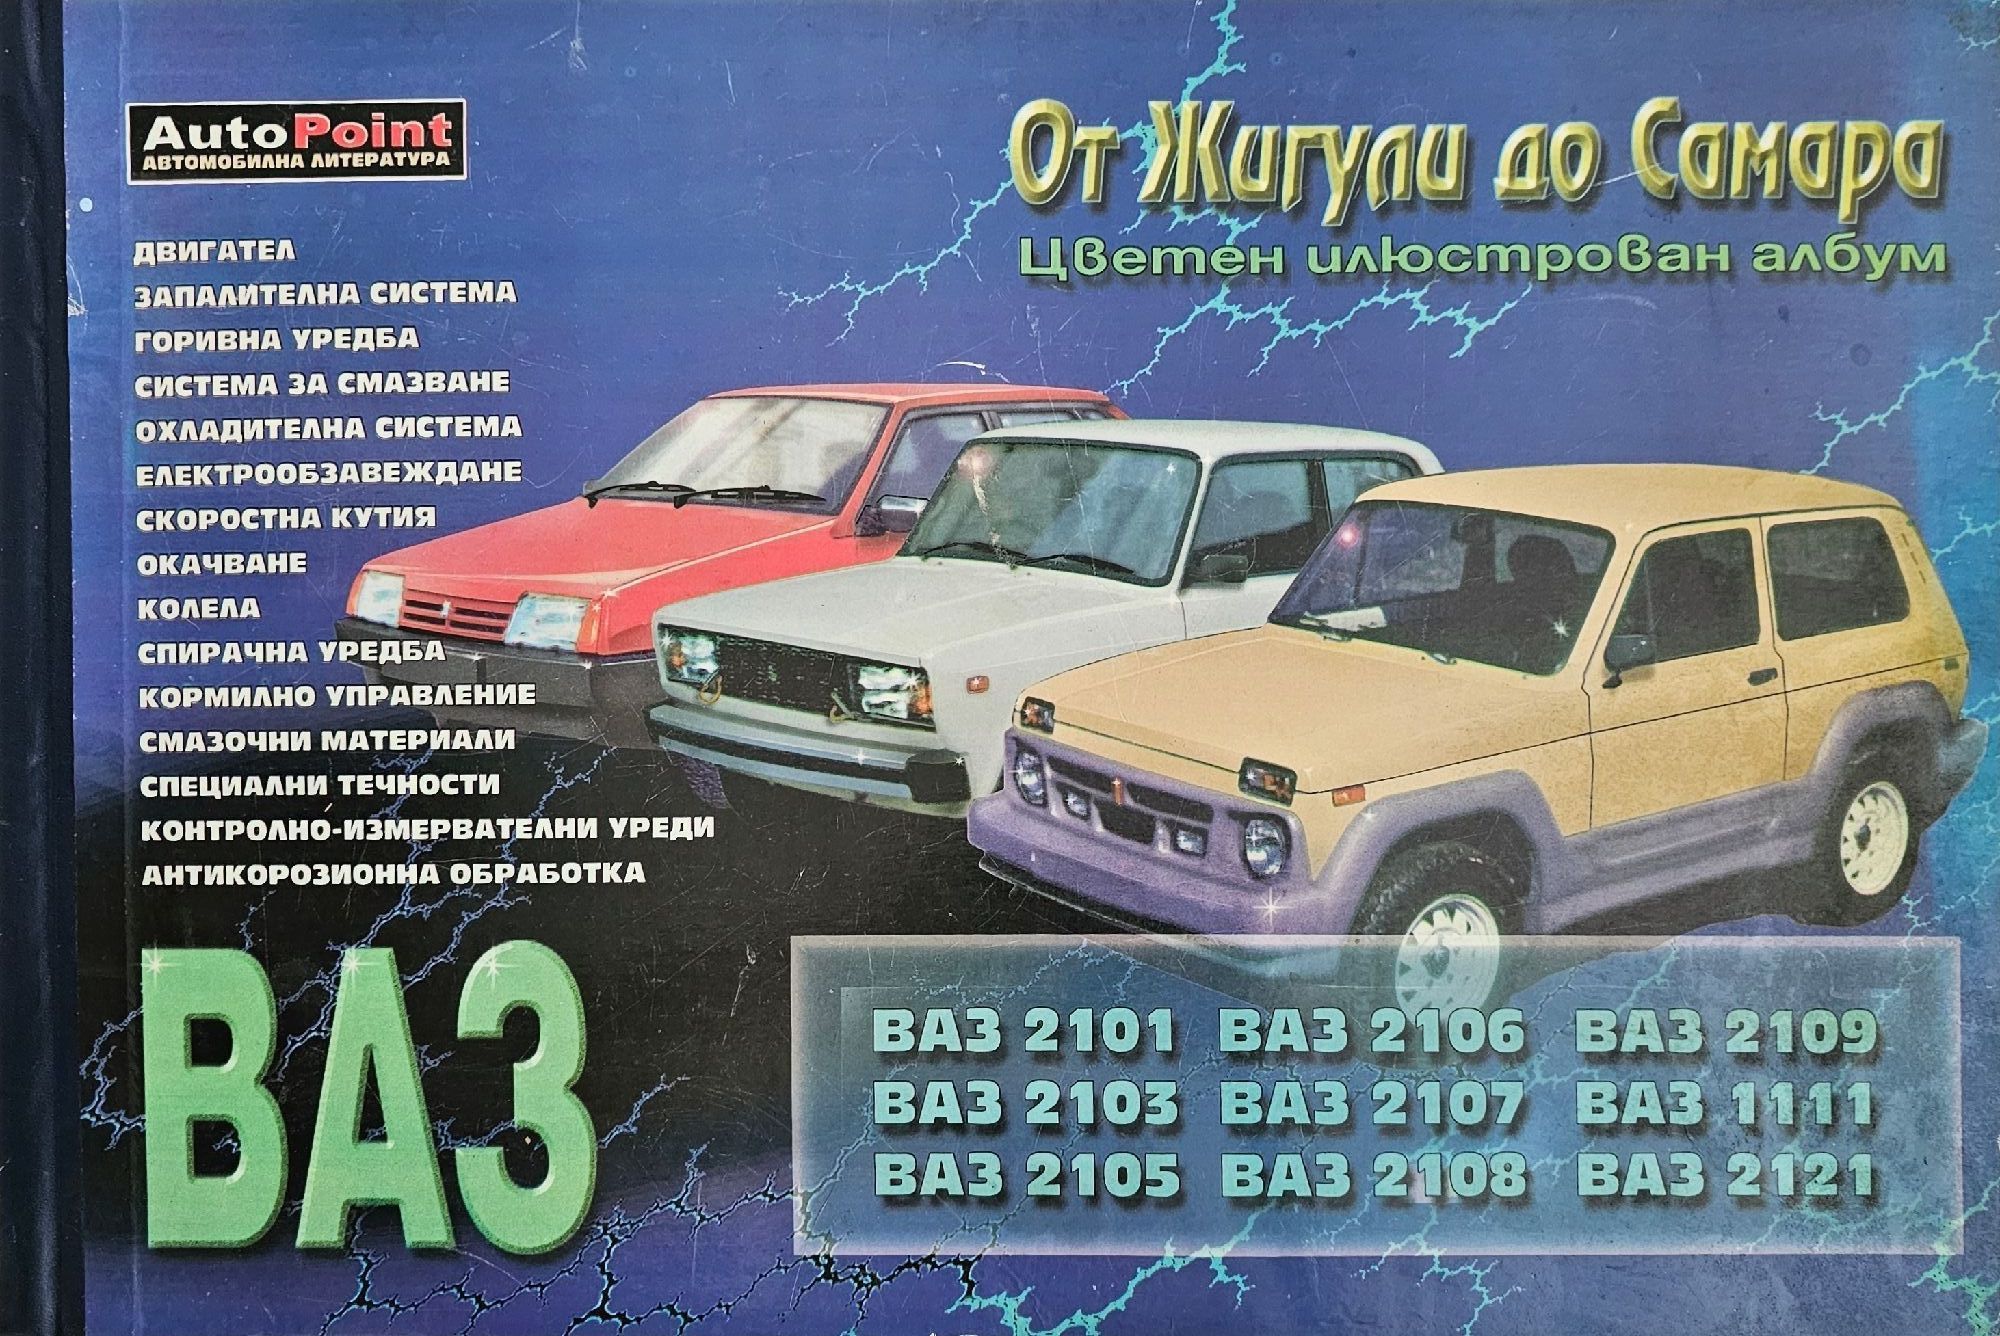 AutoPoint
АВТОМОБИЛНА ЛИТЕРАТУРА
От Жигули до Самара
Цветен илюстрован албум
ДВИГАТЕЛ
ЗАПАЛИТЕЛНА СИСТЕМА
ГОРИВНА УРЕДБА
СИСТЕМА ЗА СМАЗВАНЕ
ОХЛАДИТЕЛНА СИСТЕМА
ЕЛЕКТРООБЗАВЕЖДАНЕ
СКОРОСТНА КУТИЯ
ОКАЧВАНЕ
КОЛЕЛА
СПИРАЧНА УРЕДБА
КОРМИЛНО УПРАВЛЕНИЕ
СМАЗОЧНИ МАТЕРИАЛИ
СПЕЦИАЛНИ ТЕЧНОСТИ
КОНТРОЛНО-ИЗМЕРВАТЕЛНИ УРЕДИ
АНТИКОРОЗИОННА ОБРАБОТКА
ВАЗ
ВАЗ 2101 ВАЗ 2106 ВАЗ 2109
ВАЗ 2103 ВАЗ 2107 ВАЗ 1111
ВАЗ 2105 ВАЗ 2108 ВАЗ 2121